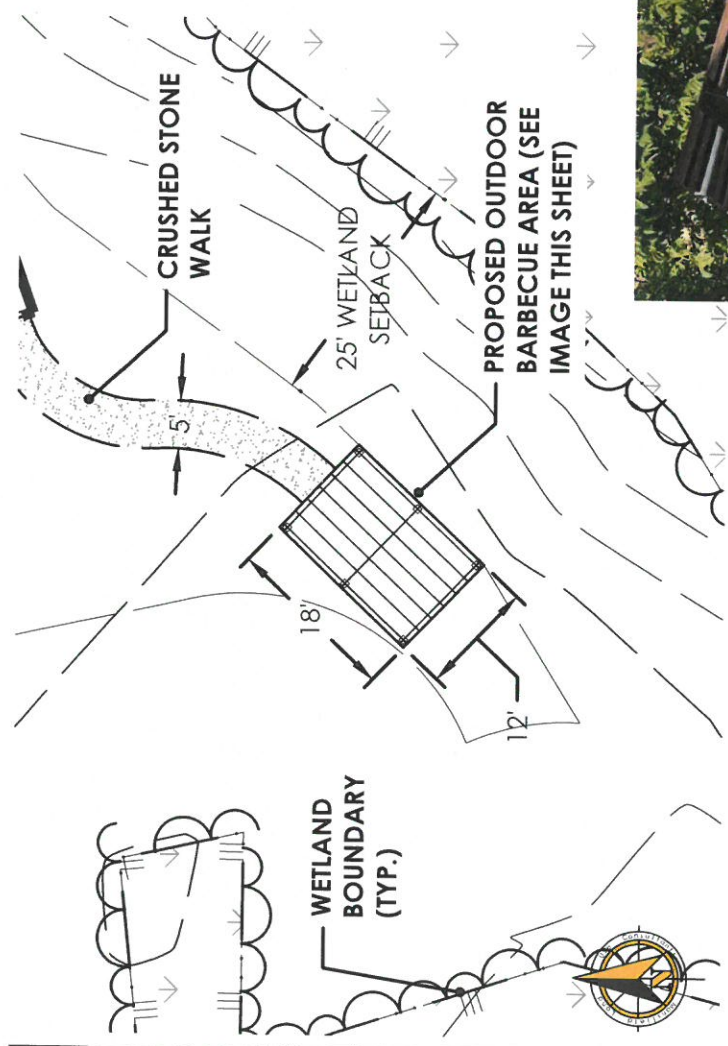 CRUSHED STONE
WALK
5'
25' WETLAND
SETBACK
PROPOSED OUTDOOR
BARBECUE AREA (SEE
IMAGE THIS SHEET)
18'
12'
WETLAND
BOUNDARY
(TYP.)